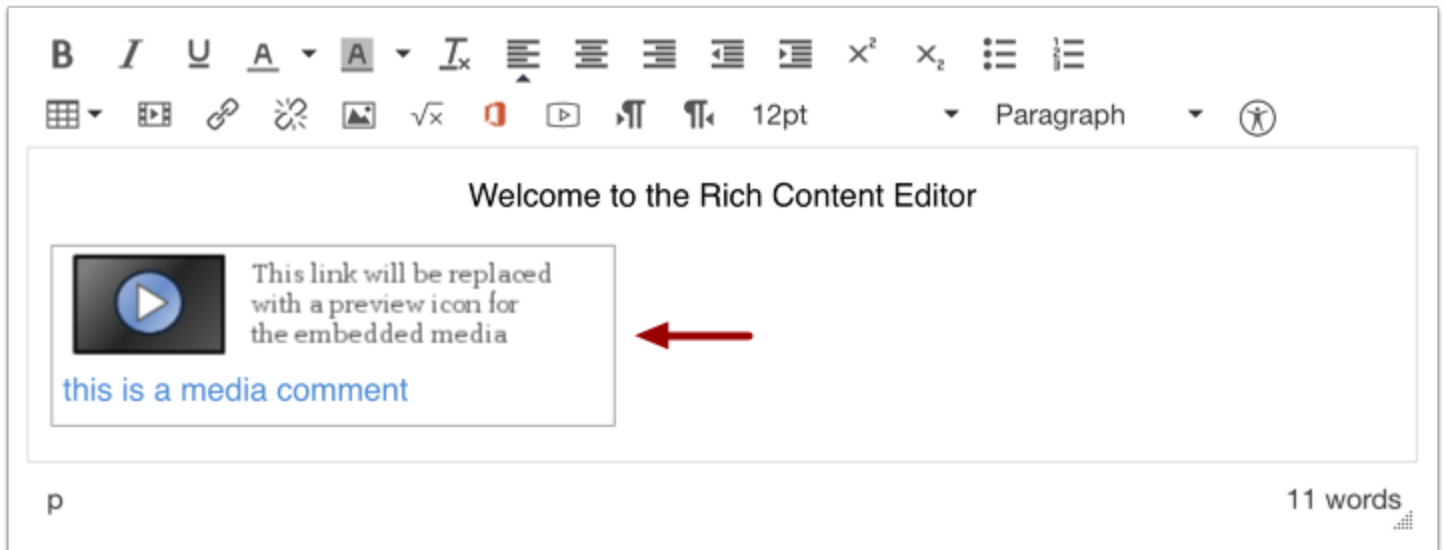 12pt Paragraph
Welcome to the Rich Content Editor
This link will be replaced
with a preview icon for
the embedded media
this is a media comment
p 11 words